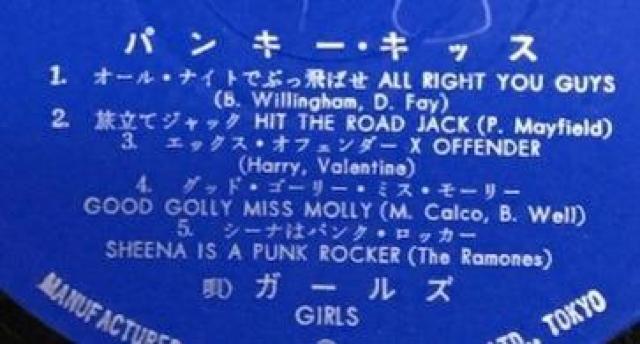 パンキー・キッス
1. オール・ナイトでぶっ飛ばせ ALL RIGHT YOU GUYS
(B. Willingham, D. Fay)
2. 旅立てジャック HIT THE ROAD JACK (P. Mayfield)
3. エックス・オフェンダー X OFFENDER
(Harry, Valentine)
4. グッド・ゴーリー・ミス・モーリー
GOOD GOLLY MISS MOLLY (M. Calco, B. Well)
5. シーナはパンク・ロッカー
SHEENA IS A PUNK ROCKER (The Ramones)
唄) ガールズ
GIRLS
MANUFACTURE LTD., TOKYO